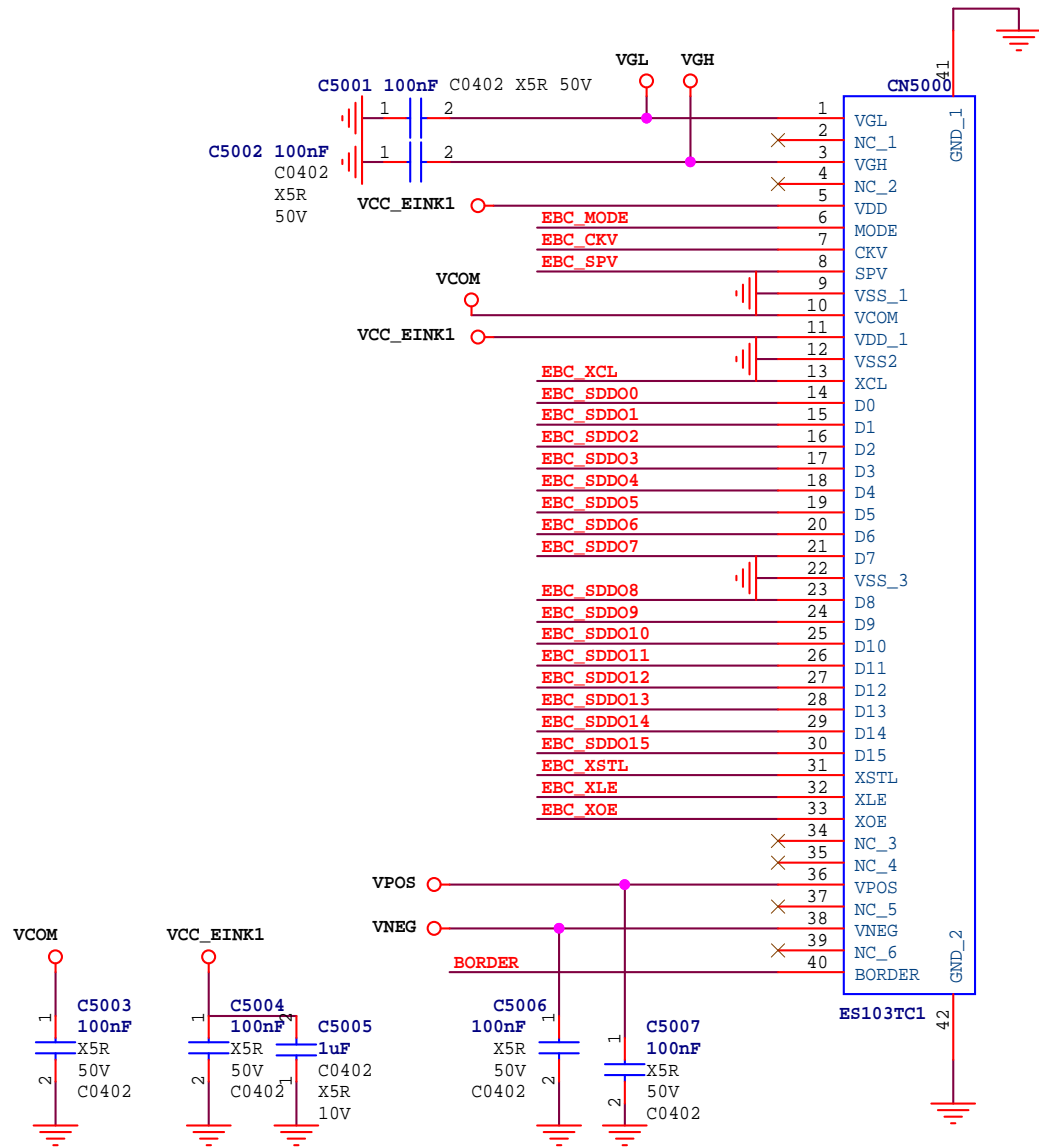 41
VGL VGH
C5001 100nF C0402 X5R 50V
CN5000
GND_1
1 2 1 VGL
2 NC_1
C5002 100nF 1 2 3 VGH
C0402
X5R
50V
4 NC_2
VCC_EINK1 5 VDD
EBC_MODE 6 MODE
EBC_CKV 7 CKV
EBC_SPV 8 SPV
9 VSS_1
VCOM 10 VCOM
VCC_EINK1 11 VDD_1
12 VSS2
EBC_XCL 13 XCL
EBC_SDDO0 14 D0
EBC_SDDO1 15 D1
EBC_SDDO2 16 D2
EBC_SDDO3 17 D3
EBC_SDDO4 18 D4
EBC_SDDO5 19 D5
EBC_SDDO6 20 D6
EBC_SDDO7 21 D7
22 VSS_3
EBC_SDDO8 23 D8
EBC_SDDO9 24 D9
EBC_SDDO10 25 D10
EBC_SDDO11 26 D11
EBC_SDDO12 27 D12
EBC_SDDO13 28 D13
EBC_SDDO14 29 D14
EBC_SDDO15 30 D15
EBC_XSTL 31 XSTL
EBC_XLE 32 XLE
EBC_XOE 33 XOE
34 NC_3
35 NC_4
VPOS 36 VPOS
37 NC_5
VNEG 38 VNEG
39 NC_6
BORDER 40 BORDER
GND_2
ES103TC1
42
VCOM
1 2
C5003
100nF
X5R
50V
C0402
VCC_EINK1
1 2
C5004
100nF
X5R
50V
C0402
2 1
C5005
1uF
C0402
X5R
10V
1 2
C5006
100nF
X5R
50V
C0402
1 2
C5007
100nF
X5R
50V
C0402